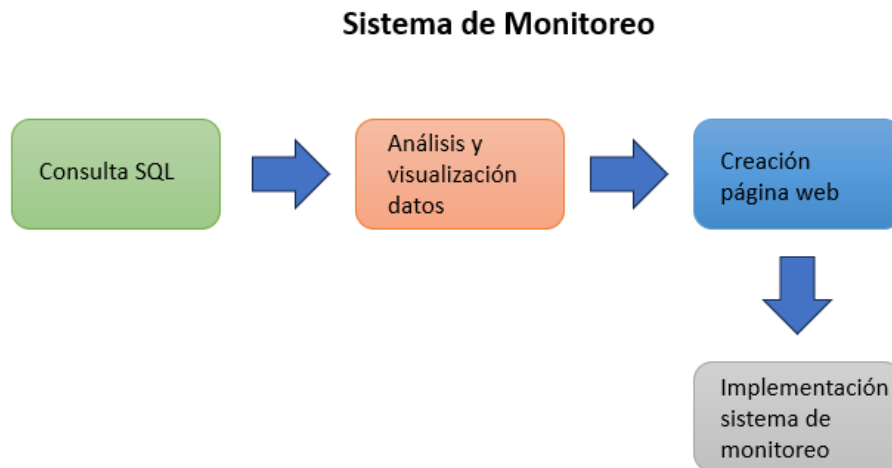 Sistema de Monitoreo
Consulta SQL
Análisis y
visualización
datos
Creación
página web
Implementación
sistema de
monitoreo